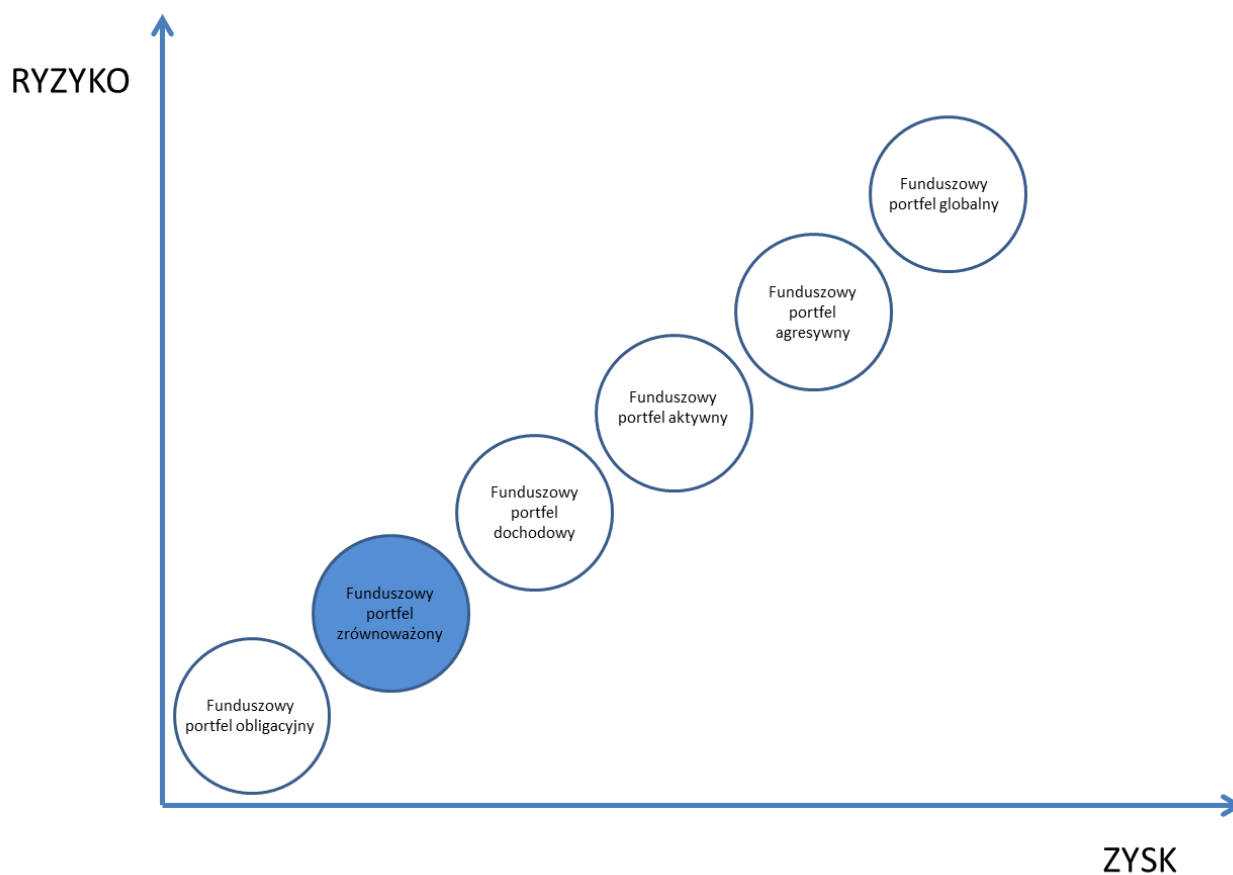 RYZYKO
Funduszowy
portfel globalny
Funduszowy
portfel
agresywny
Funduszowy
portfel aktywny
Funduszowy
portfel
dochodowy
Funduszowy
portfel
zrównoważony
Funduszowy
portfel obligacyjny
ZYSK